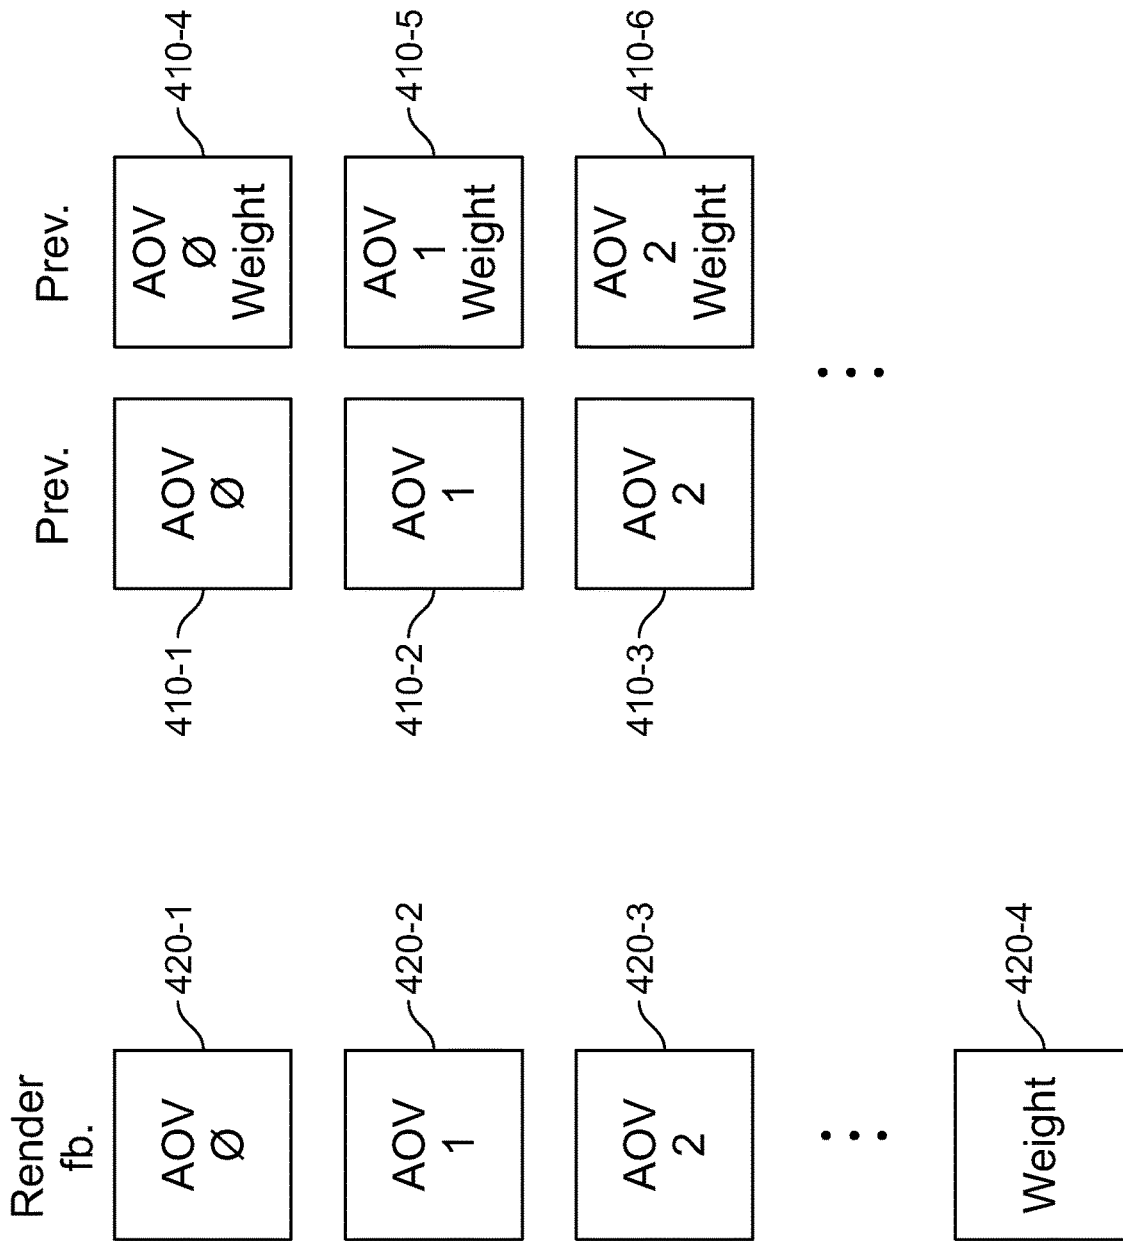 Render
fb.
Prev.
Prev.
AOV
Ø
420-1
410-1
AOV
Ø
AOV
Ø
Weight
410-4
AOV
1
420-2
410-2
AOV
1
AOV
1
Weight
410-5
AOV
2
420-3
410-3
AOV
2
AOV
2
Weight
410-6
Weight
420-4